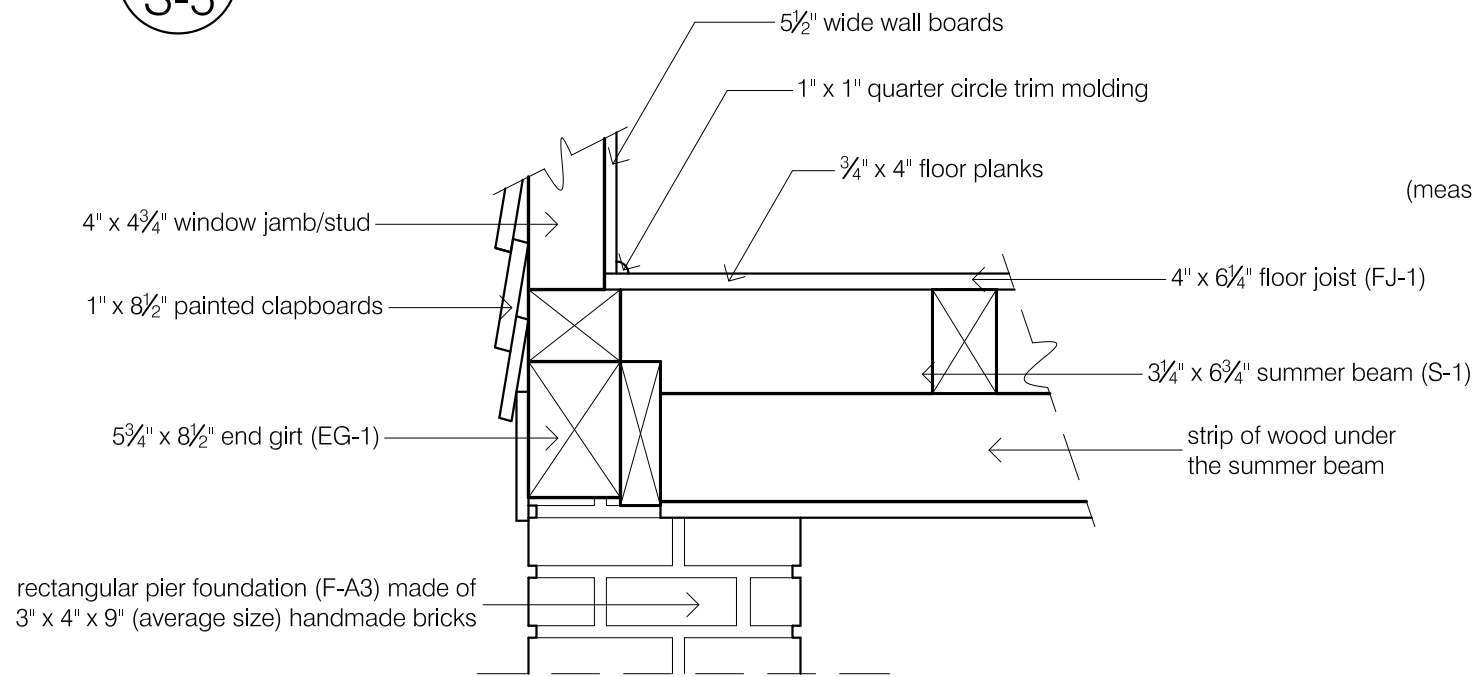 S-5
5½" wide wall boards
1" x 1" quarter circle trim molding
¾" x 4" floor planks
(meas
4" x 4¾" window jamb/stud
4" x 6¼" floor joist (FJ-1)
1" x 8½" painted clapboards
3¼" x 6¾" summer beam (S-1)
5¾" x 8½" end girt (EG-1)
strip of wood under
the summer beam
rectangular pier foundation (F-A3) made of
3" x 4" x 9" (average size) handmade bricks